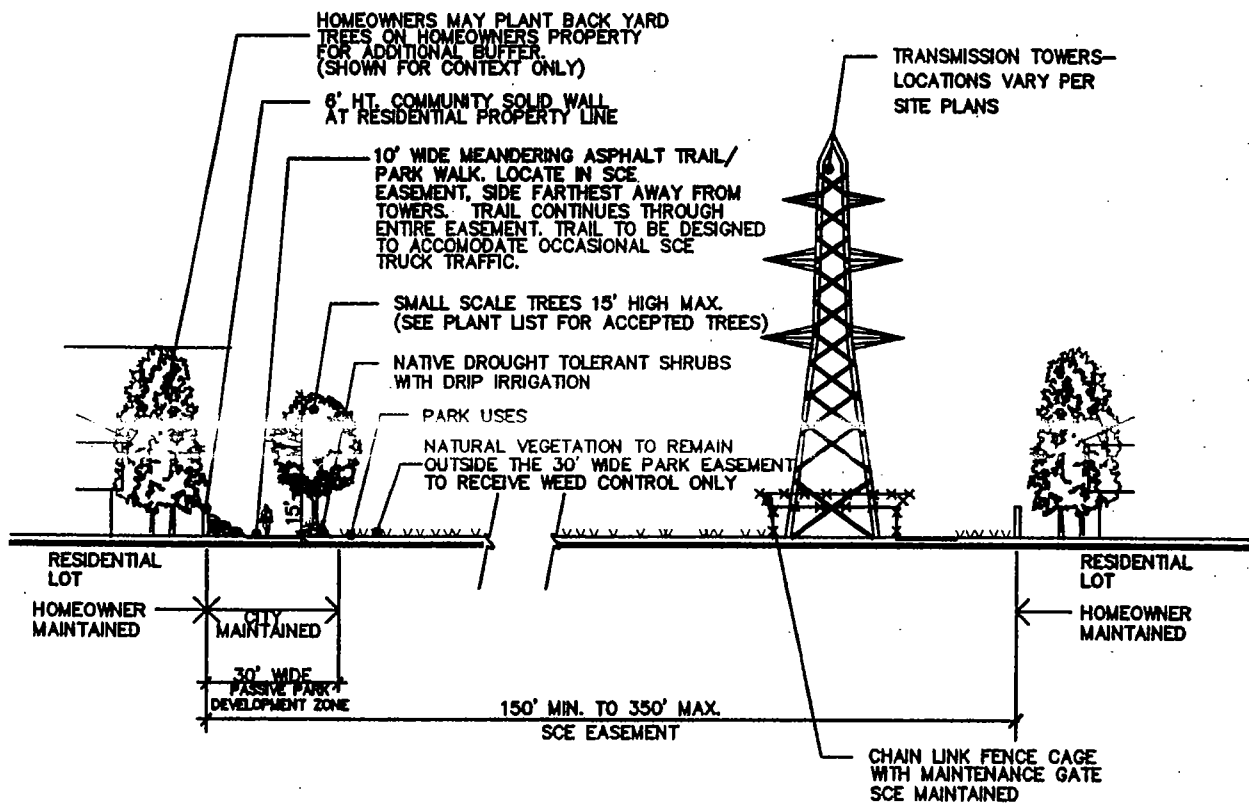 HOMEOWNERS MAY PLANT BACK YARD
TREES ON HOMEOWNERS PROPERTY
FOR ADDITIONAL BUFFER.
(SHOWN FOR CONTEXT ONLY)
6' HT. COMMUNITY SOLID WALL
AT RESIDENTIAL PROPERTY LINE
10' WIDE MEANDERING ASPHALT TRAIL/
PARK WALK. LOCATE IN SCE
EASEMENT, SIDE FARTHEST AWAY FROM
TOWERS. TRAIL CONTINUES THROUGH
ENTIRE EASEMENT. TRAIL TO BE DESIGNED
TO ACCOMODATE OCCASIONAL SCE
TRUCK TRAFFIC.
TRANSMISSION TOWERS-
LOCATIONS VARY PER
SITE PLANS
SMALL SCALE TREES 15' HIGH MAX.
(SEE PLANT LIST FOR ACCEPTED TREES)
NATIVE DROUGHT TOLERANT SHRUBS
WITH DRIP IRRIGATION
PARK USES
NATURAL VEGETATION TO REMAIN
OUTSIDE THE 30' WIDE PARK EASEMENT
TO RECEIVE WEED CONTROL ONLY
15'
RESIDENTIAL
LOT
HOMEOWNER
MAINTAINED
CITY
MAINTAINED
30' WIDE
PASSIVE PARK
DEVELOPMENT ZONE
150' MIN. TO 350' MAX.
SCE EASEMENT
RESIDENTIAL
LOT
HOMEOWNER
MAINTAINED
CHAIN LINK FENCE CAGE
WITH MAINTENANCE GATE
SCE MAINTAINED